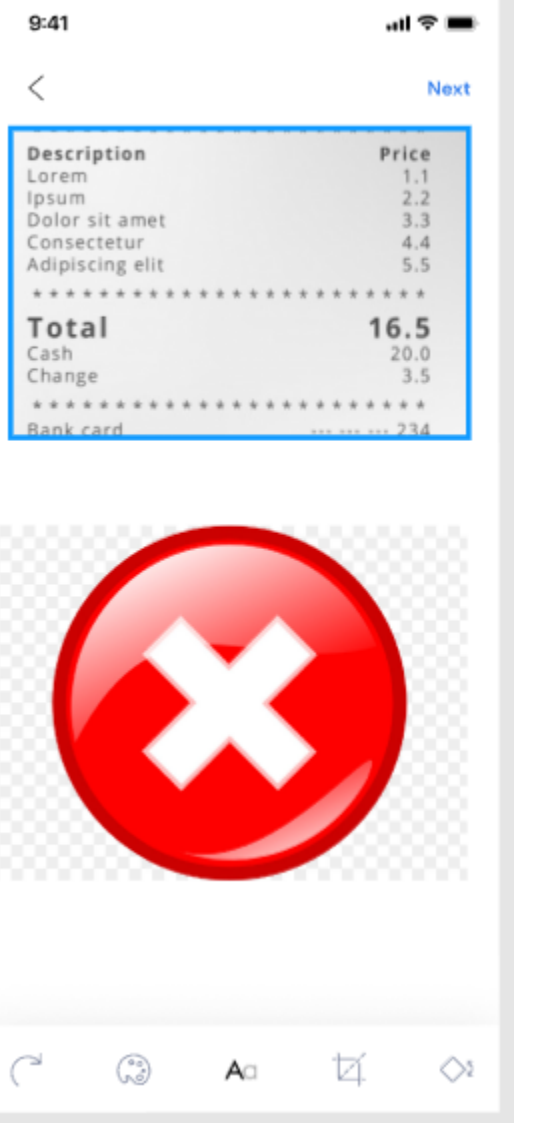 9:41
Next
* * * * * * * * * * * * * * * * * * * * * * * *
Description Price
Lorem 1.1
Ipsum 2.2
Dolor sit amet 3.3
Consectetur 4.4
Adipiscing elit 5.5
* * * * * * * * * * * * * * * * * * * * * * * *
Total 16.5
Cash 20.0
Change 3.5
* * * * * * * * * * * * * * * * * * * * * * * *
Bank card --- --- --- 234
Aa